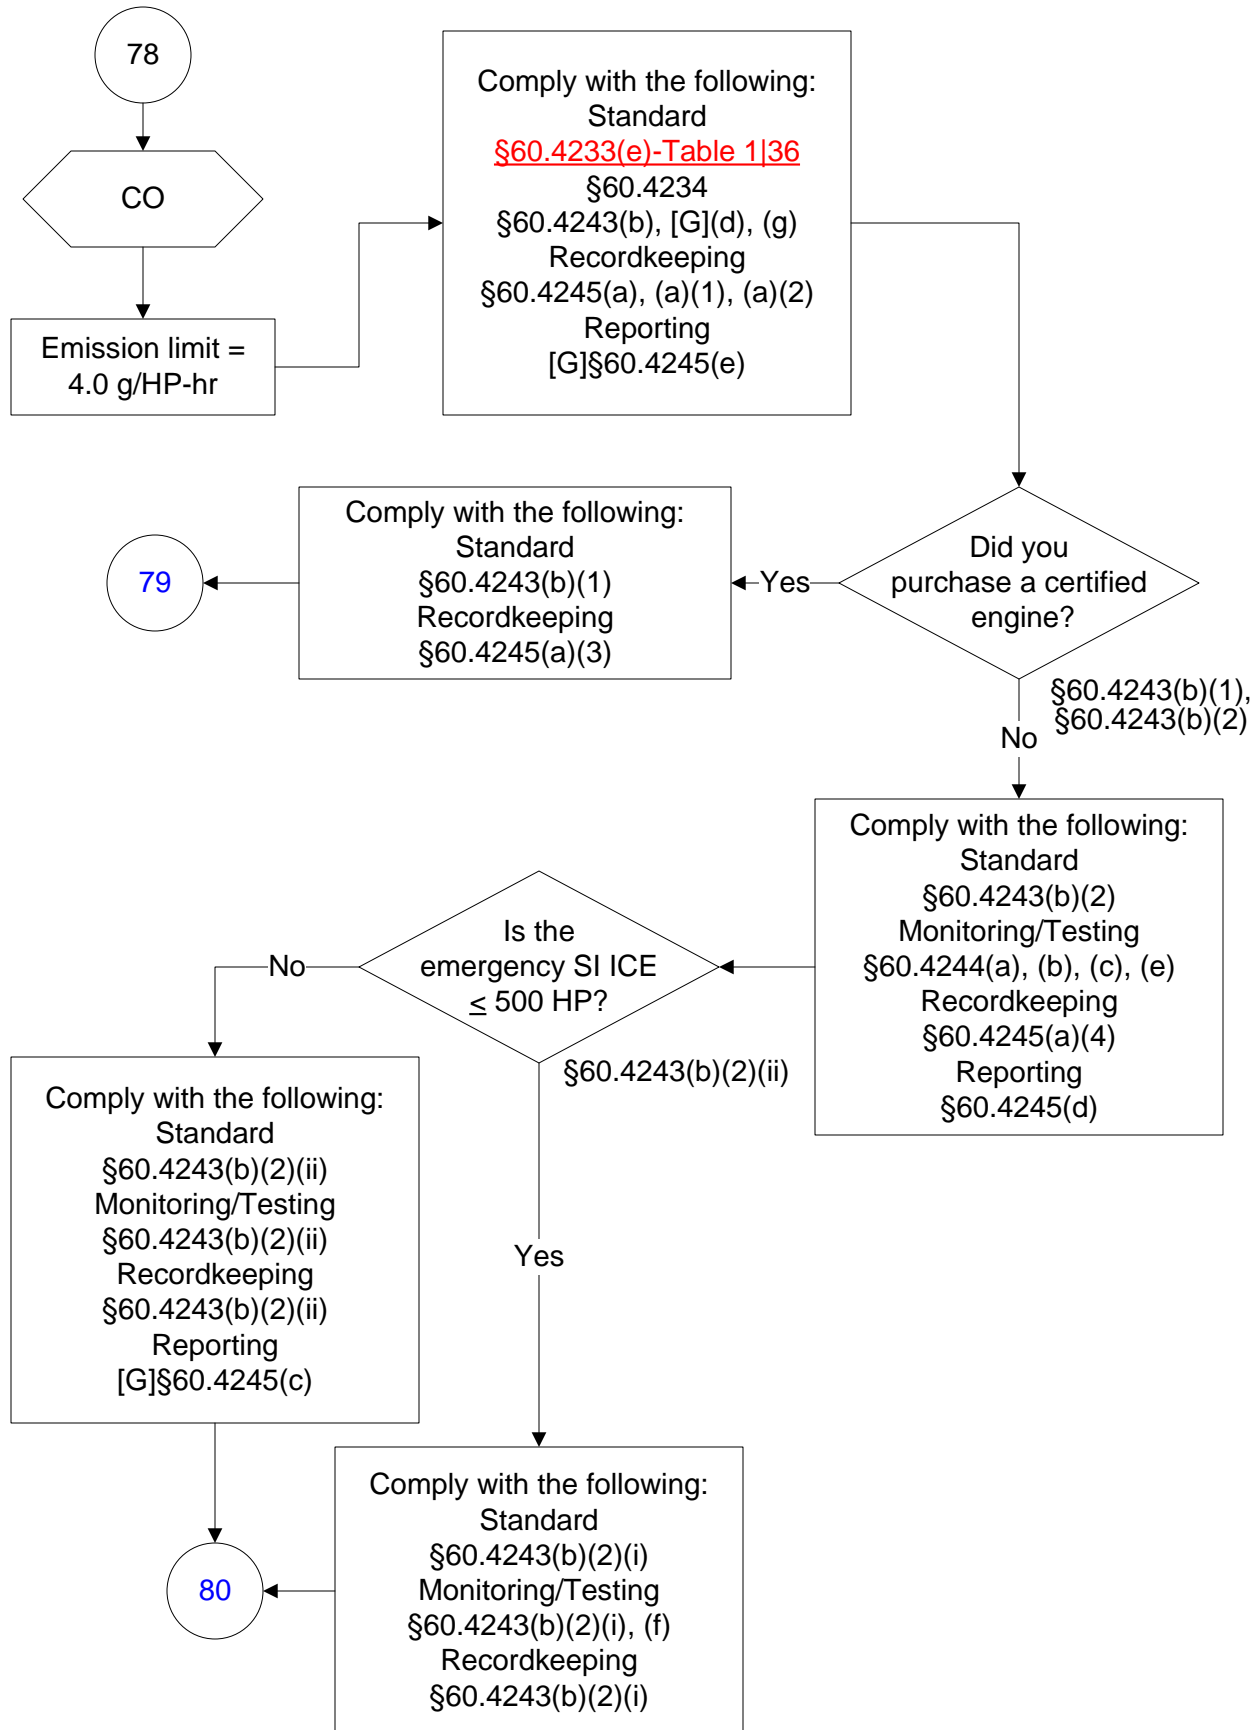 78
CO
Emission limit =
4.0 g/HP-hr
Comply with the following:
Standard
§60.4233(e)-Table 1|36
§60.4234
§60.4243(b), [G](d), (g)
Recordkeeping
§60.4245(a), (a)(1), (a)(2)
Reporting
[G]§60.4245(e)
Did you
purchase a certified
engine?
Yes
Comply with the following:
Standard
§60.4243(b)(1)
Recordkeeping
§60.4245(a)(3)
79
§60.4243(b)(1),
§60.4243(b)(2)
No
Comply with the following:
Standard
§60.4243(b)(2)
Monitoring/Testing
§60.4244(a), (b), (c), (e)
Recordkeeping
§60.4245(a)(4)
Reporting
§60.4245(d)
Is the
emergency SI ICE
≤ 500 HP?
§60.4243(b)(2)(ii)
No
Comply with the following:
Standard
§60.4243(b)(2)(ii)
Monitoring/Testing
§60.4243(b)(2)(ii)
Recordkeeping
§60.4243(b)(2)(ii)
Reporting
[G]§60.4245(c)
Yes
Comply with the following:
Standard
§60.4243(b)(2)(i)
Monitoring/Testing
§60.4243(b)(2)(i), (f)
Recordkeeping
§60.4243(b)(2)(i)
80